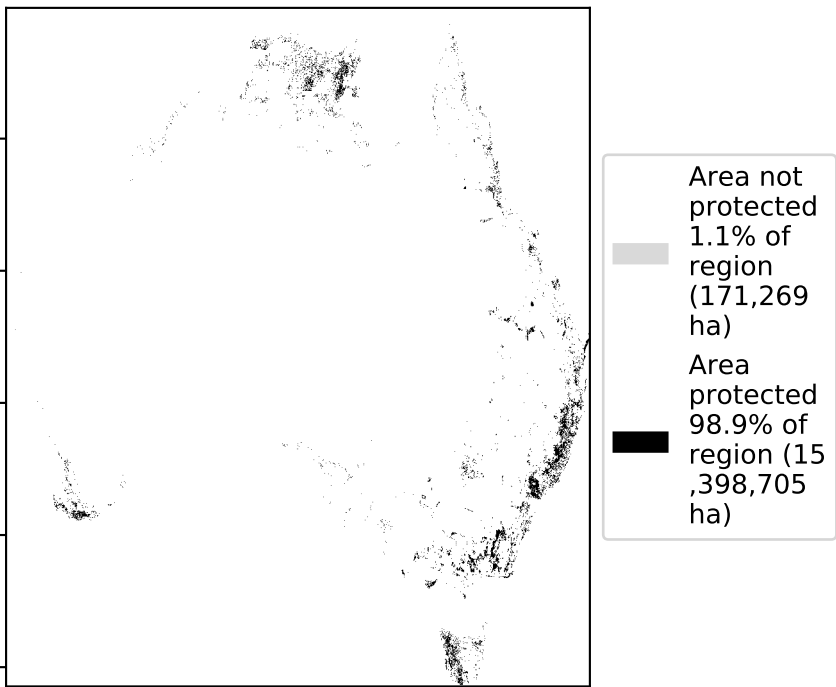 Area not
protected
1.1% of
region
(171,269
ha)
Area
protected
98.9% of
region (15
,398,705
ha)